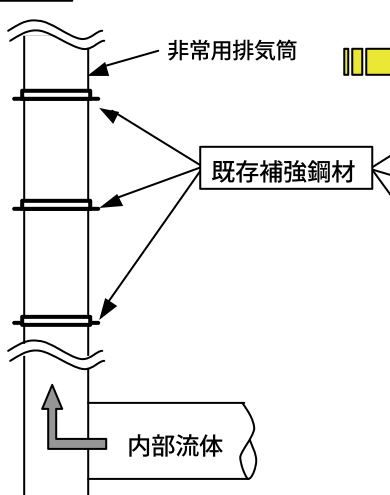 非常用排気筒
既存補強鋼材
内部流体